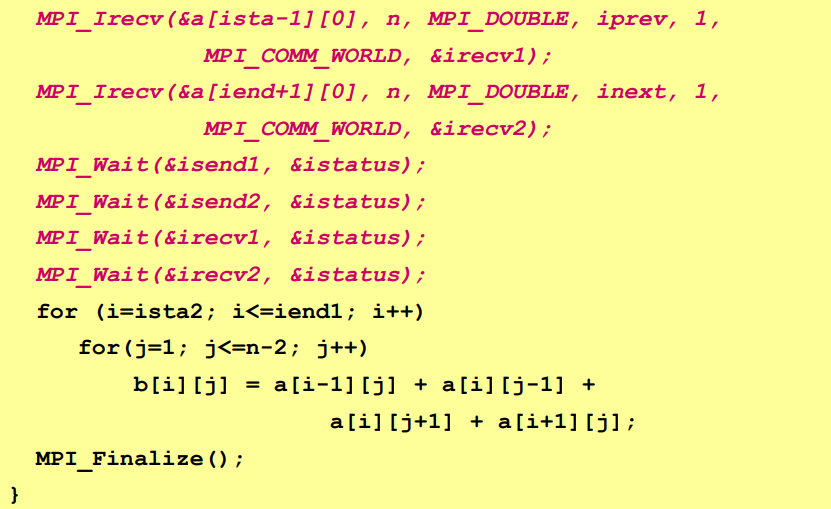 MPI_Irecv(&a[ista-1][0], n, MPI_DOUBLE, iprev, 1,
MPI_COMM_WORLD, &irecv1);
MPI_Irecv(&a[iend+1][0], n, MPI_DOUBLE, inext, 1,
MPI_COMM_WORLD, &irecv2);
MPI_Wait(&isend1, &istatus);
MPI_Wait(&isend2, &istatus);
MPI_Wait(&irecv1, &istatus);
MPI_Wait(&irecv2, &istatus);
for (i=ista2; i<=iend1; i++)
for(j=1; j<=n-2; j++)
b[i][j] = a[i-1][j] + a[i][j-1] +
a[i][j+1] + a[i+1][j];
MPI_Finalize();
}